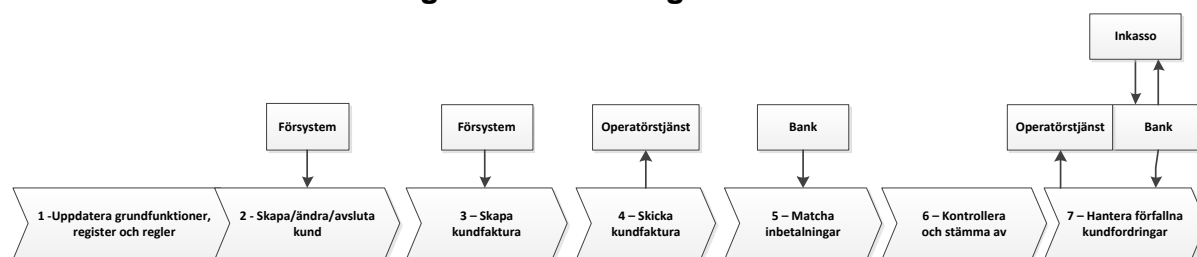 Inkasso
Försystem
Försystem
Operatörstjänst
Bank
Operatörstjänst
Bank
1 -Uppdatera grundfunktioner,
register och regler
2 - Skapa/ändra/avsluta
kund
3 – Skapa
kundfaktura
4 – Skicka
kundfaktura
5 – Matcha
inbetalningar
6 – Kontrollera
och stämma av
7 – Hantera förfallna
kundfordringar